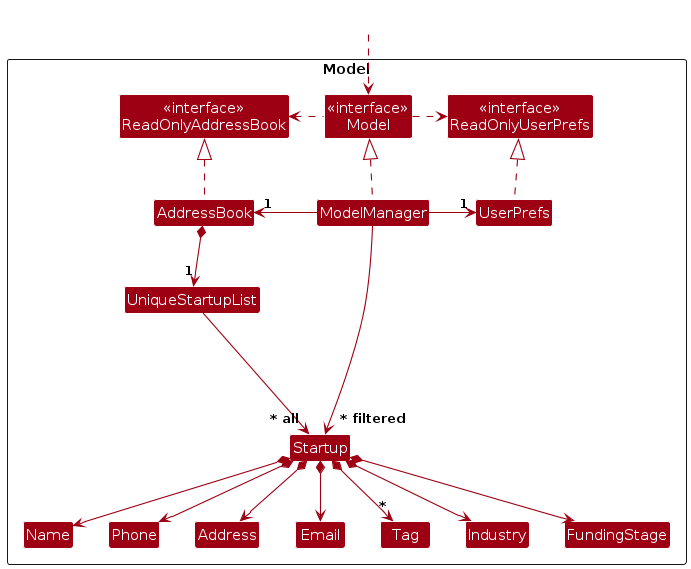 Model
«interface»
ReadOnlyAddressBook
«interface»
Model
«interface»
ReadOnlyUserPrefs
AddressBook
1
ModelManager
1
UserPrefs
1
UniqueStartupList
* all
* filtered
Startup
*
Name
Phone
Address
Email
Tag
Industry
FundingStage